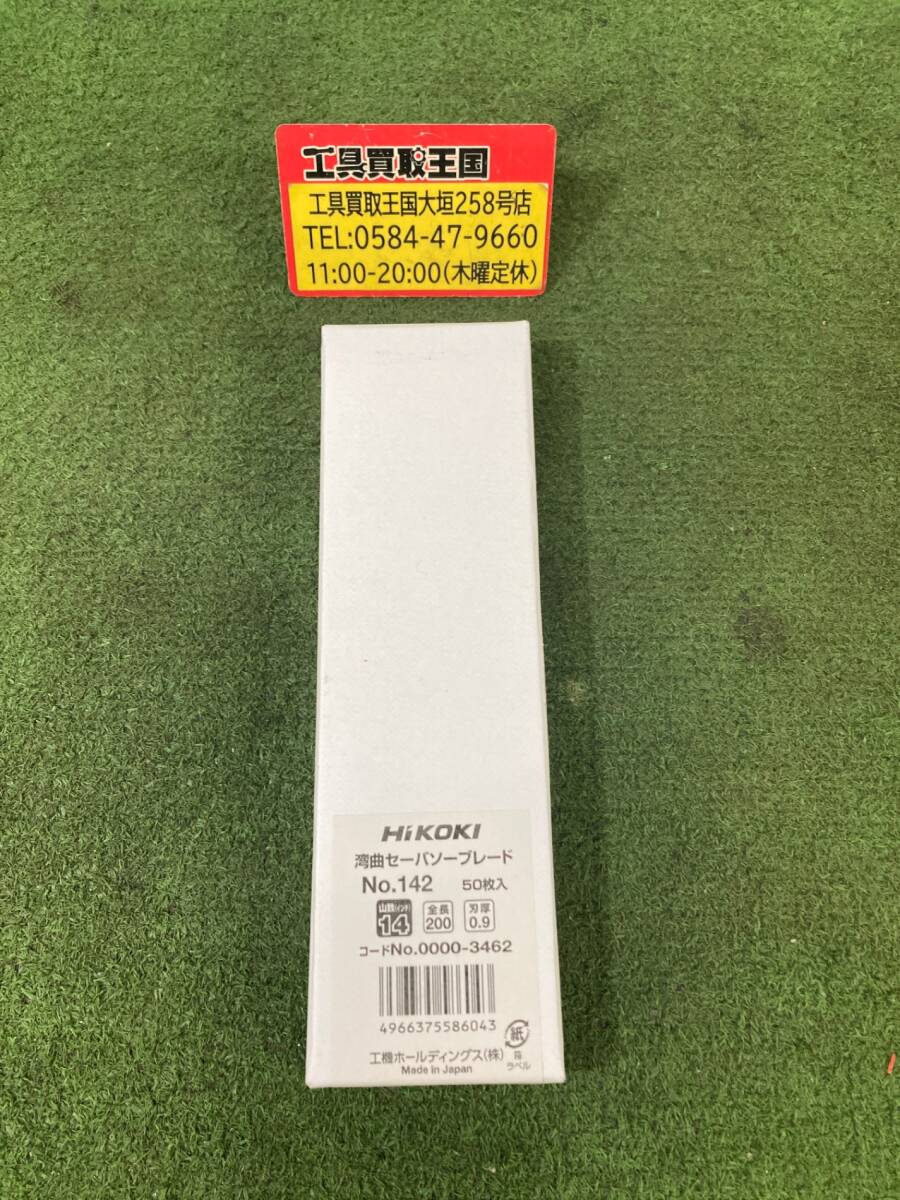 工具買取王国
工具買取王国大垣258号店
TEL:0584-47-9660
11:00-20:00(木曜定休)
HiKOKI
湾曲セーバソーブレード
No.142 50枚入
山数(インチ) 14 全長 200 刃厚 0.9
コードNo.0000-3462
4966375586043
紙
箱
ラベル
工機ホールディングス(株)
Made in Japan